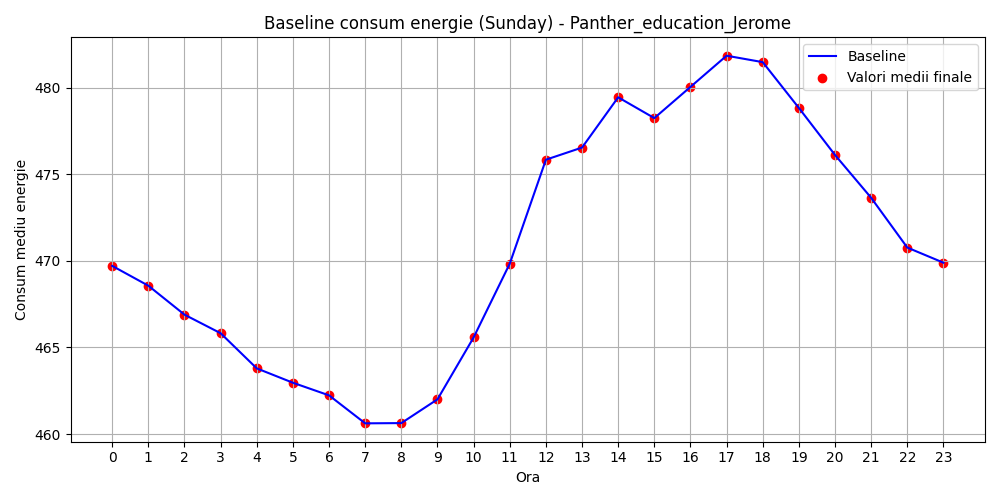 Baseline consum energie (Sunday) - Panther_education_Jerome
Baseline
Valori medii finale
Consum mediu energie
480
475
470
465
460
0 1 2 3 4 5 6 7 8 9 10 11 12 13 14 15 16 17 18 19 20 21 22 23
Ora